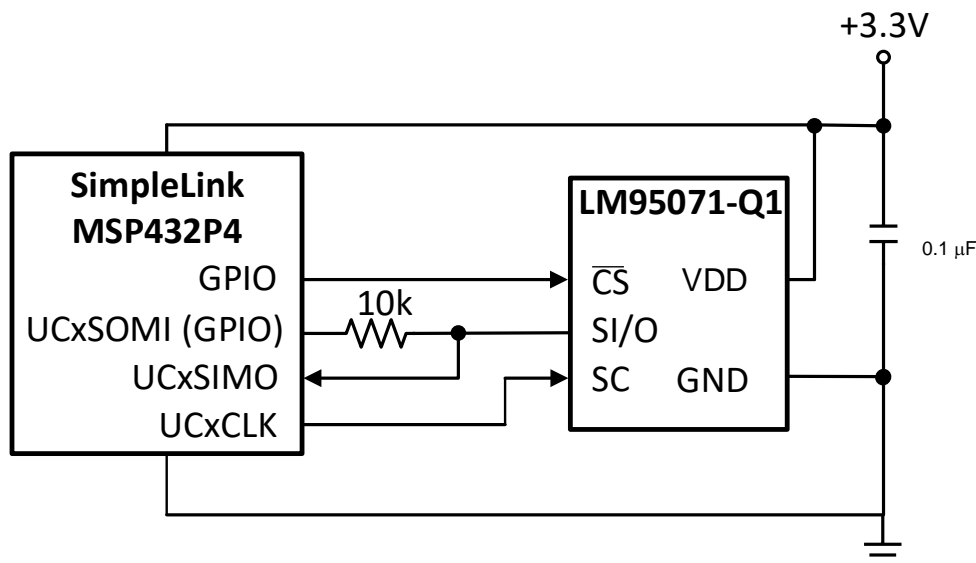 +3.3V
SimpleLink
MSP432P4
LM95071-Q1
0.1 μF
GPIO
C̅S̅
VDD
10k
UCxSOMI (GPIO)
SI/O
UCxSIMO
SC
GND
UCxCLK